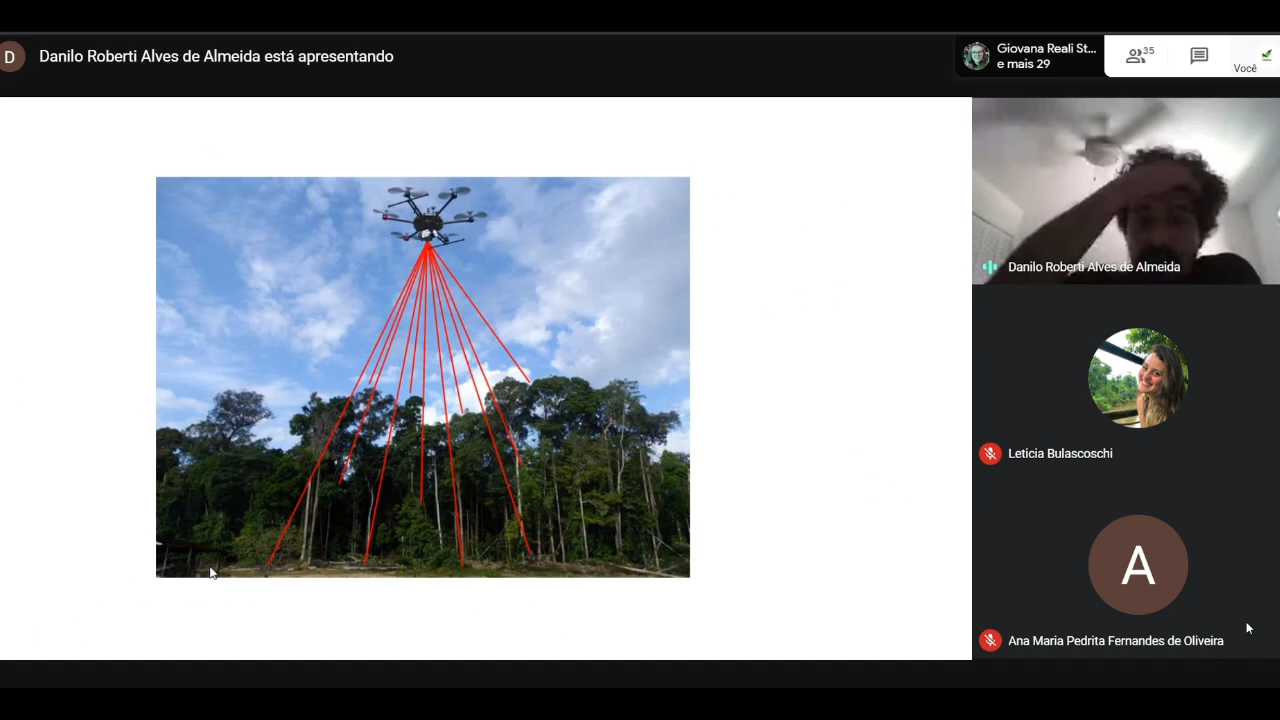 D
Danilo Roberti Alves de Almeida está apresentando
Giovana Reali St...
e mais 29
35
Você
Danilo Roberti Alves de Almeida
Leticia Bulascoschi
A
Ana Maria Pedrita Fernandes de Oliveira